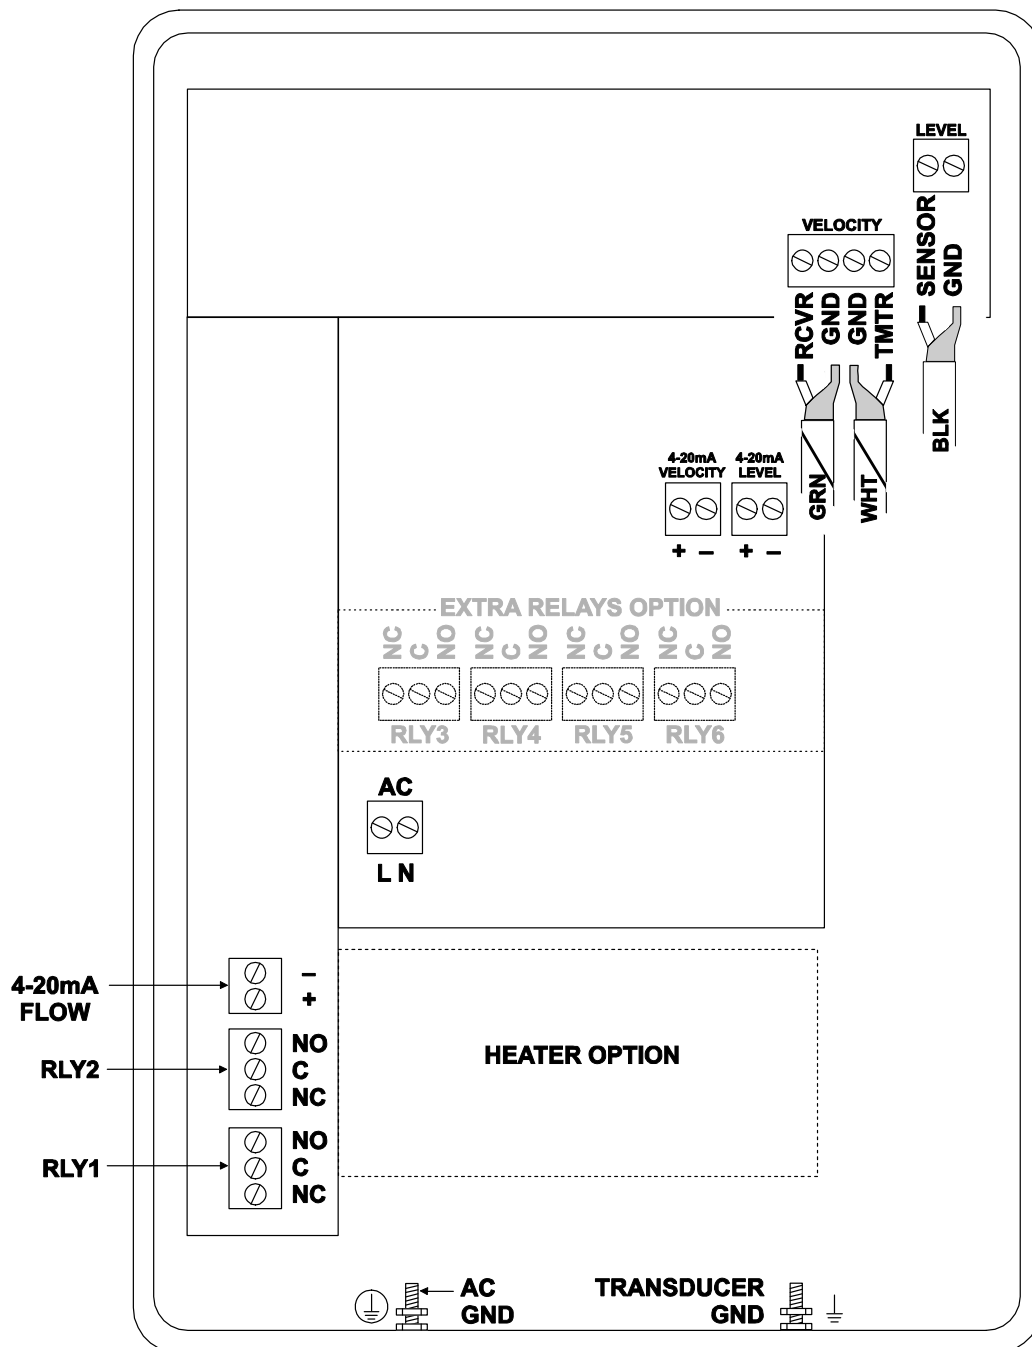 LEVEL
SENSOR
GND
VELOCITY
RCVR
GND
GND
TMTR
BLK
GRN
WHT
4-20mA
VELOCITY
4-20mA
LEVEL
+ –
+ –
EXTRA RELAYS OPTION
NC C NO
NC C NO
NC C NO
NC C NO
RLY3
RLY4
RLY5
RLY6
AC
L N
4-20mA
FLOW
–
+
RLY2
NO
C
NC
HEATER OPTION
RLY1
NO
C
NC
AC
GND
TRANSDUCER
GND